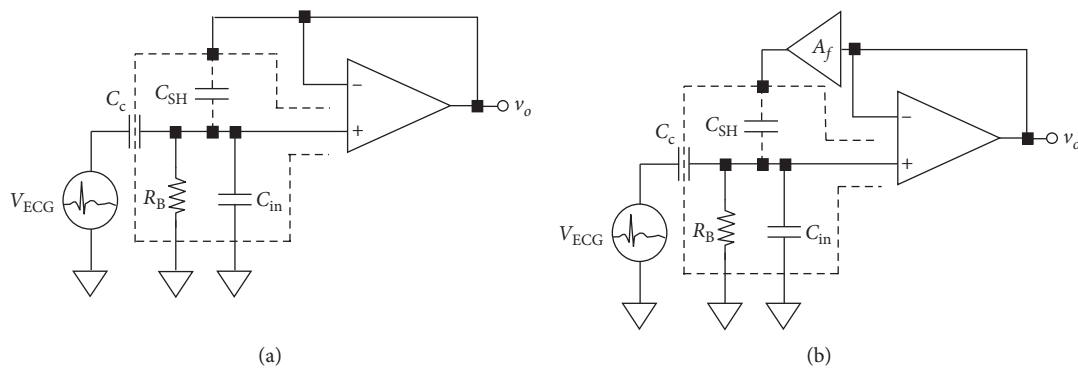 C_c
C_SH
−
+
v_o
V_ECG
R_B
C_in
(a)
A_f
C_c
C_SH
−
+
v_o
V_ECG
R_B
C_in
(b)